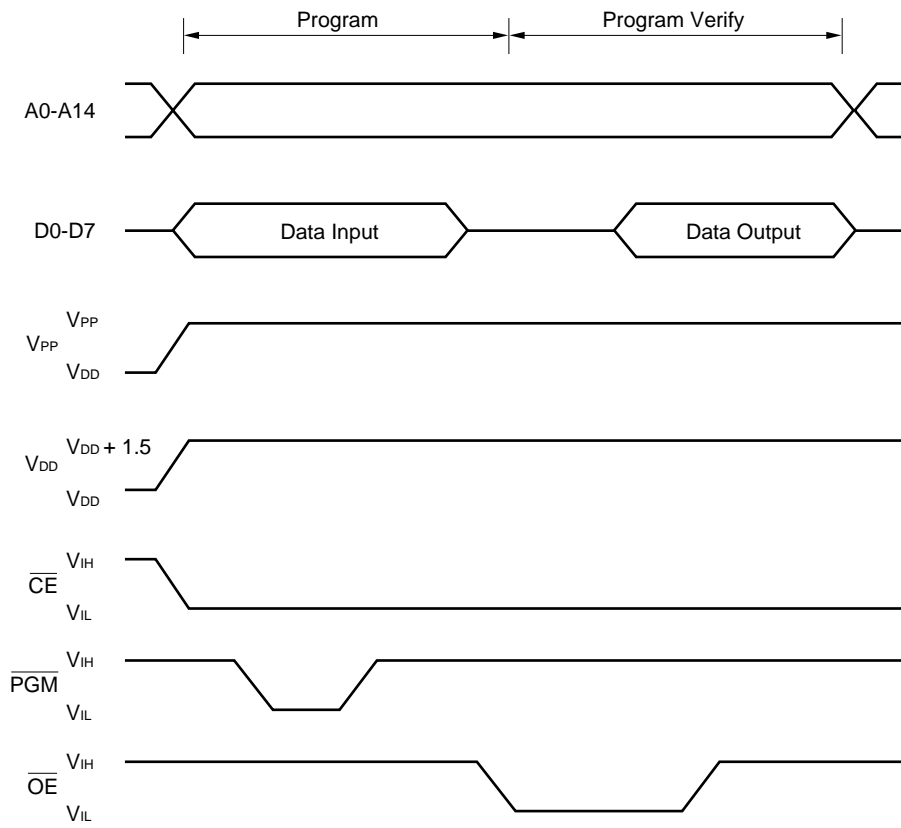 Program Program Verify
A0-A14
D0-D7 Data Input Data Output
VPP
VPP
VDD
VDD + 1.5
VDD
VDD
VIH
CE
VIL
VIH
PGM
VIL
VIH
OE
VIL